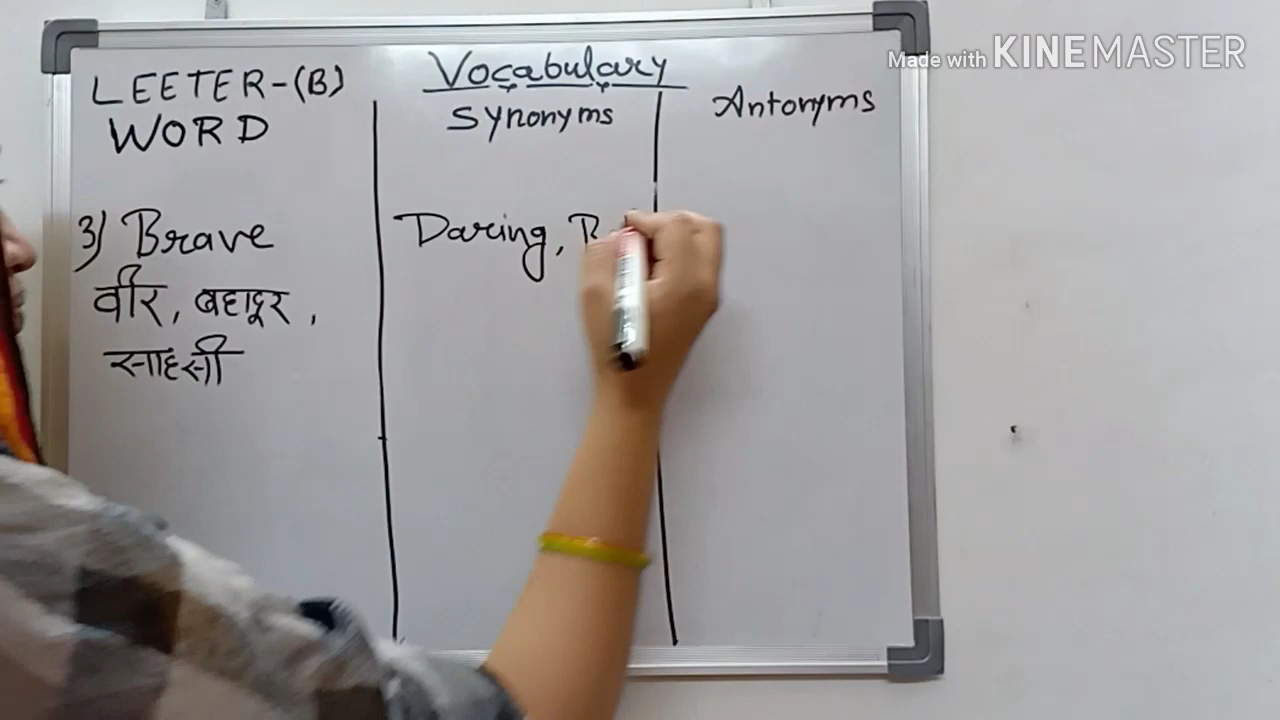 Made with KINEMASTER
Vocabulary
LEETER-(B)
WORD
Synonyms
Antonyms
3) Brave
Daring,
वीर, बहादूर,
साहसी